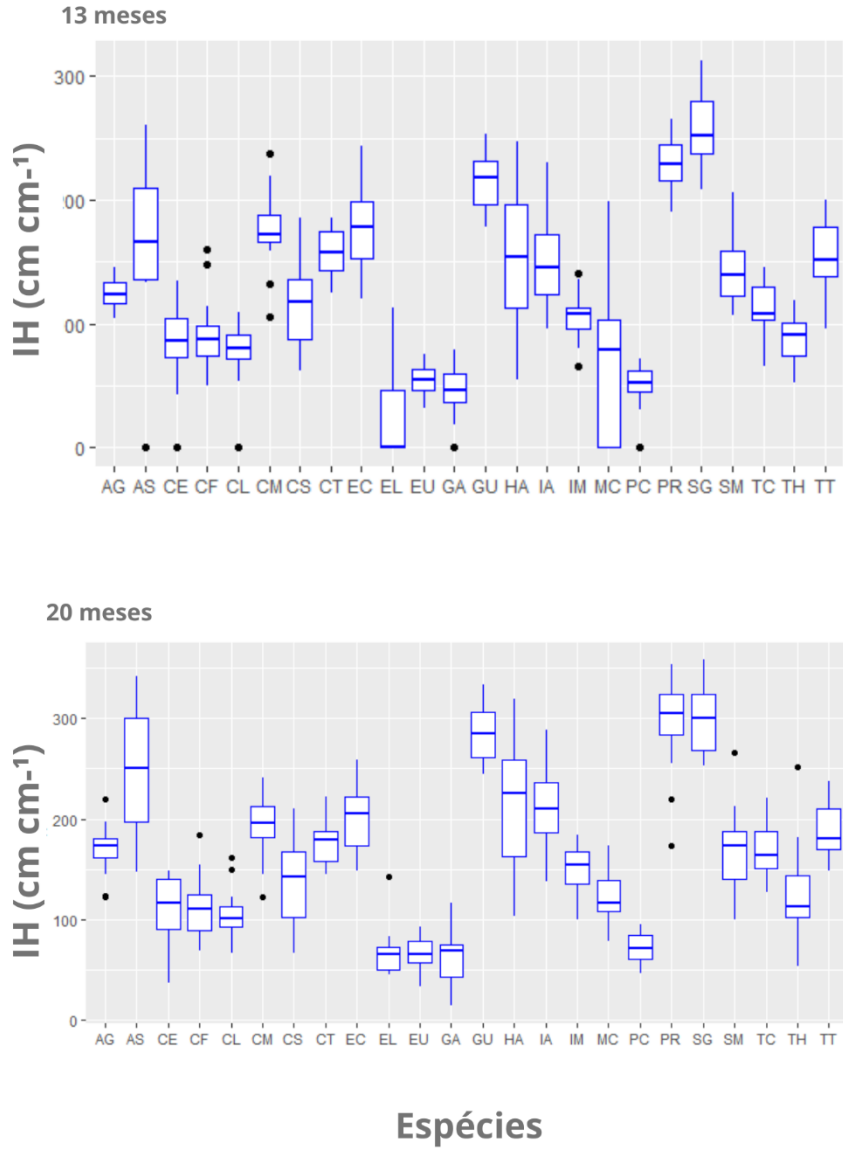 13 meses
IH (cm cm⁻¹)
300
:00
00
0
AG AS CE CF CL CM CS CT EC EL EU GA GU HA IA IM MC PC PR SG SM TC TH TT
20 meses
IH (cm cm⁻¹)
300
200
100
0
AG AS CE CF CL CM CS CT EC EL EU GA GU HA IA IM MC PC PR SG SM TC TH TT
Espécies